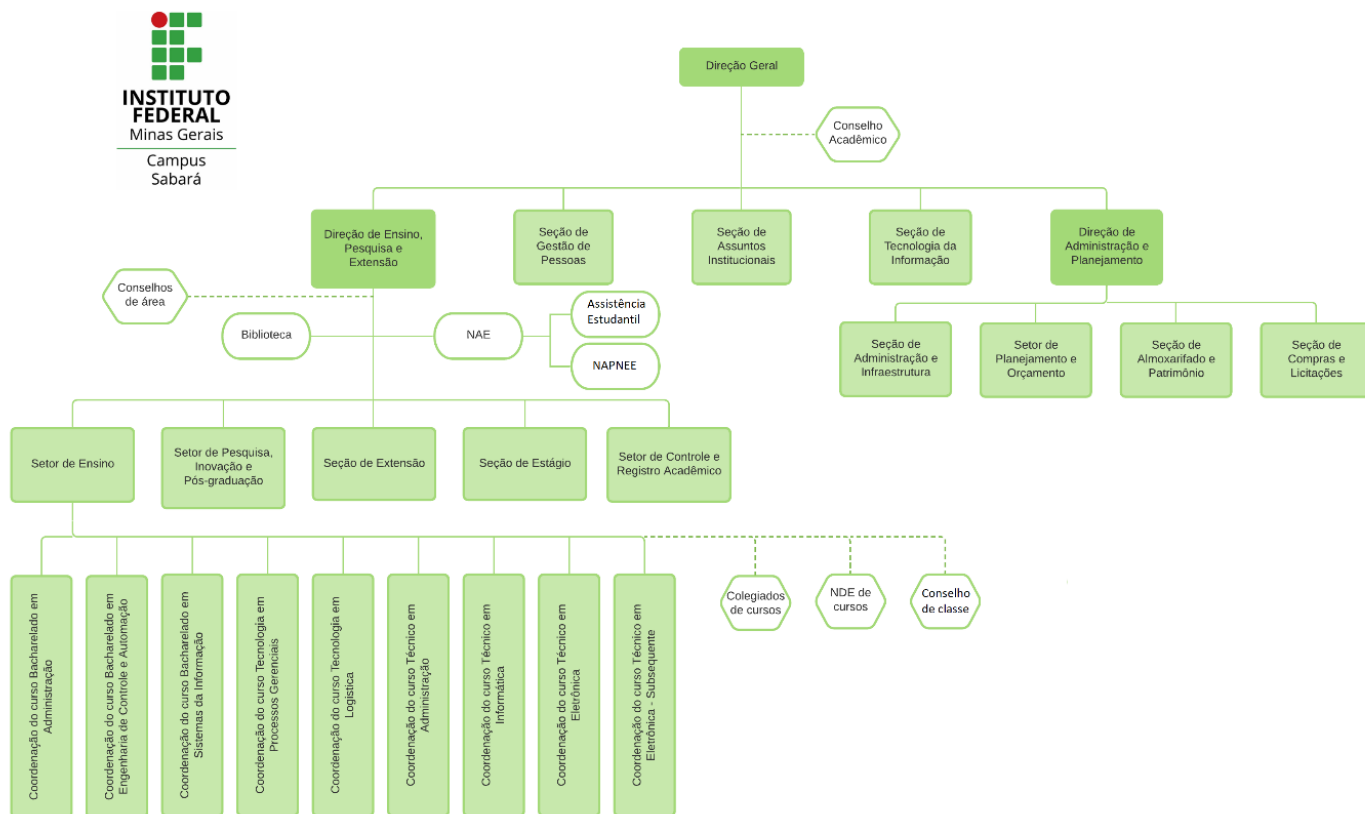 INSTITUTO
FEDERAL
Minas Gerais
Campus
Sabará
Direção Geral
Conselho
Acadêmico
Direção de Ensino,
Pesquisa e
Extensão
Seção de
Gestão de
Pessoas
Seção de
Assuntos
Institucionais
Seção de
Tecnologia da
Informação
Direção de
Administração e
Planejamento
Conselhos
de área
Biblioteca
NAE
Assistência
Estudantil
NAPNEE
Seção de
Administração e
Infraestrutura
Setor de
Planejamento e
Orçamento
Seção de
Almoxarifado e
Patrimônio
Seção de
Compras e
Licitações
Setor de Ensino
Setor de Pesquisa,
Inovação e
Pós-graduação
Seção de Extensão
Seção de Estágio
Setor de Controle e
Registro Acadêmico
Coordenação do curso Bacharelado em
Administração
Coordenação do curso Bacharelado em
Engenharia de Controle e Automação
Coordenação do curso Bacharelado em
Sistemas da Informação
Coordenação do curso Tecnologia em
Processos Gerenciais
Coordenação do curso Tecnologia em
Logística
Coordenação do curso Técnico em
Administração
Coordenação do curso Técnico em
Informática
Coordenação do curso Técnico em
Eletrônica
Coordenação do curso Técnico em
Eletrônica - Subsequente
Colegiados
de cursos
NDE de
cursos
Conselho
de classe